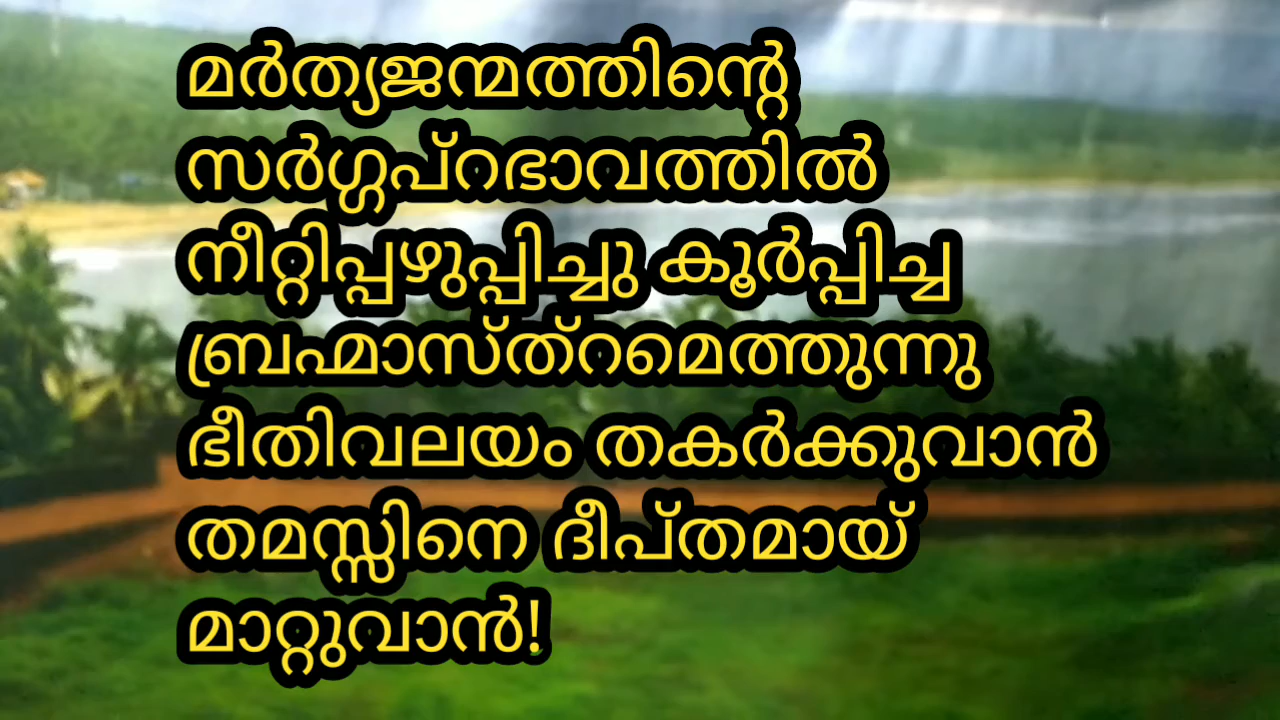 മർത്യജന്മത്തിന്റെ
സർഗ്ഗപ്‌റഭാവത്തിൽ
നീറ്റിപ്പഴുപ്പിച്ചു കൂർപ്പിച്ച
ബ്രഹ്മാസ്ത്‌റമെത്തുന്നു
ഭീതിവലയം തകർക്കുവാൻ
തമസ്സിനെ ദീപ്തമായ്
മാറ്റുവാൻ!